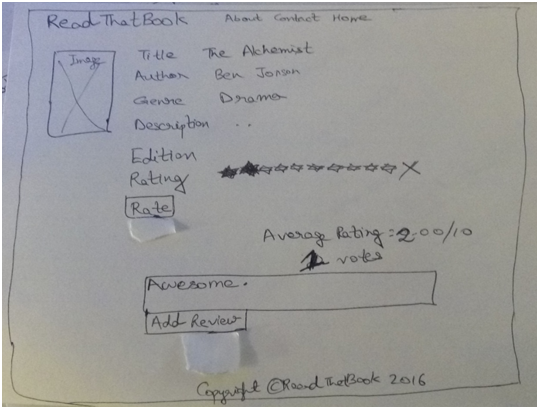 ReadThatBook About Contact Home
Image
Title The Alchemist
Author Ben Jonson
Genre Drama
Description ..
Edition
Rating
Rate
Average Rating: 2.00/10
votes
Awesome.
Add Review
Copyright ©ReadThatBook 2016